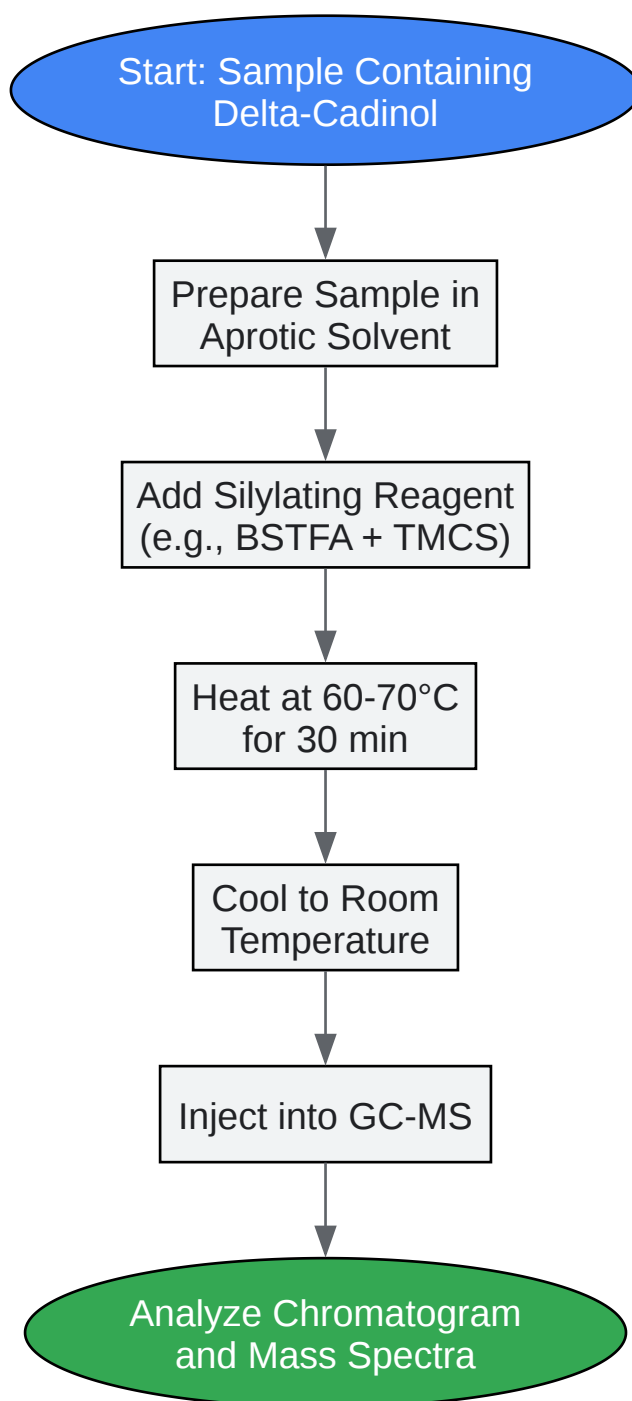 Start: Sample Containing
Delta-Cadinol
Prepare Sample in
Aprotic Solvent
Add Silylating Reagent
(e.g., BSTFA + TMCS)
Heat at 60-70°C
for 30 min
Cool to Room
Temperature
Inject into GC-MS
Analyze Chromatogram
and Mass Spectra